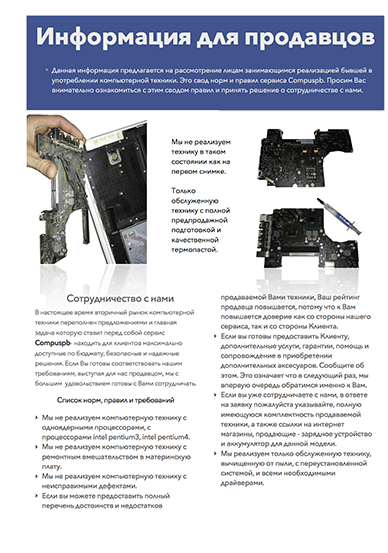 Информация для продавцов
Данная информация предлагается на рассмотрение лицам занимающимся реализацией бывшей в
употреблении компьютерной техники. Это свод норм и правил сервиса Compuspb. Просим Вас
внимательно ознакомиться с этим сводом правил и принять решение о сотрудничестве с нами.
Мы не реализуем
технику в таком
состоянии как на
первом снимке.
Только
обслуженную
технику с полной
предпродажной
подготовкой и
качественной
термопастой.
Сотрудничество с нами
В настоящее время вторичный рынок компьютерной
техники переполнен предложениями и главная
задача которую ставит перед собой сервис
Compuspb- находить для клиентов максимально
доступные по бюджету, безопасные и надежные
решения. Если Вы готовы соответствовать нашим
требованиям, выступая для нас продавцом, мы с
большим удовольствием готовы с Вами сотрудничать.
Список норм, правил и требований
Мы не реализуем компьютерную технику с
одноядерными процессорами, с
процессорами intel pentium3, intel pentium4.
Мы не реализуем компьютерную технику с
ремонтным вмешательством в материнскую
плату.
Мы не реализуем компьютерную технику с
неисправными дефектами.
Если вы можете предоставить полный
перечень достоинств и недостатков
продаваемой Вами техники, Ваш рейтинг
продавца повышается, потому что к Вам
повышается доверие как со стороны нашего
сервиса, так и со стороны Клиента.
Если вы готовы предоставить Клиенту,
дополнительные услуги, гарантии, помощь и
сопровождение в приобретении
дополнительных аксесуаров. Сообщите об
этом. Это означает что в следующий раз, мы
впервую очередь обратимся именно к Вам.
Если вы уже сотрудничаете с нами, в ответе
на заявку пожалуйста указывайте, полную
имеющуюся комплектность продаваемой
техники, а также ссылки на интернет
магазины, продающие - зарядное устройство
и аккумулятор для данной модели.
Мы реализуем только обслуженную технику,
вычищенную от пыли, с переустановленной
системой, и всеми необходимыми
драйверами.